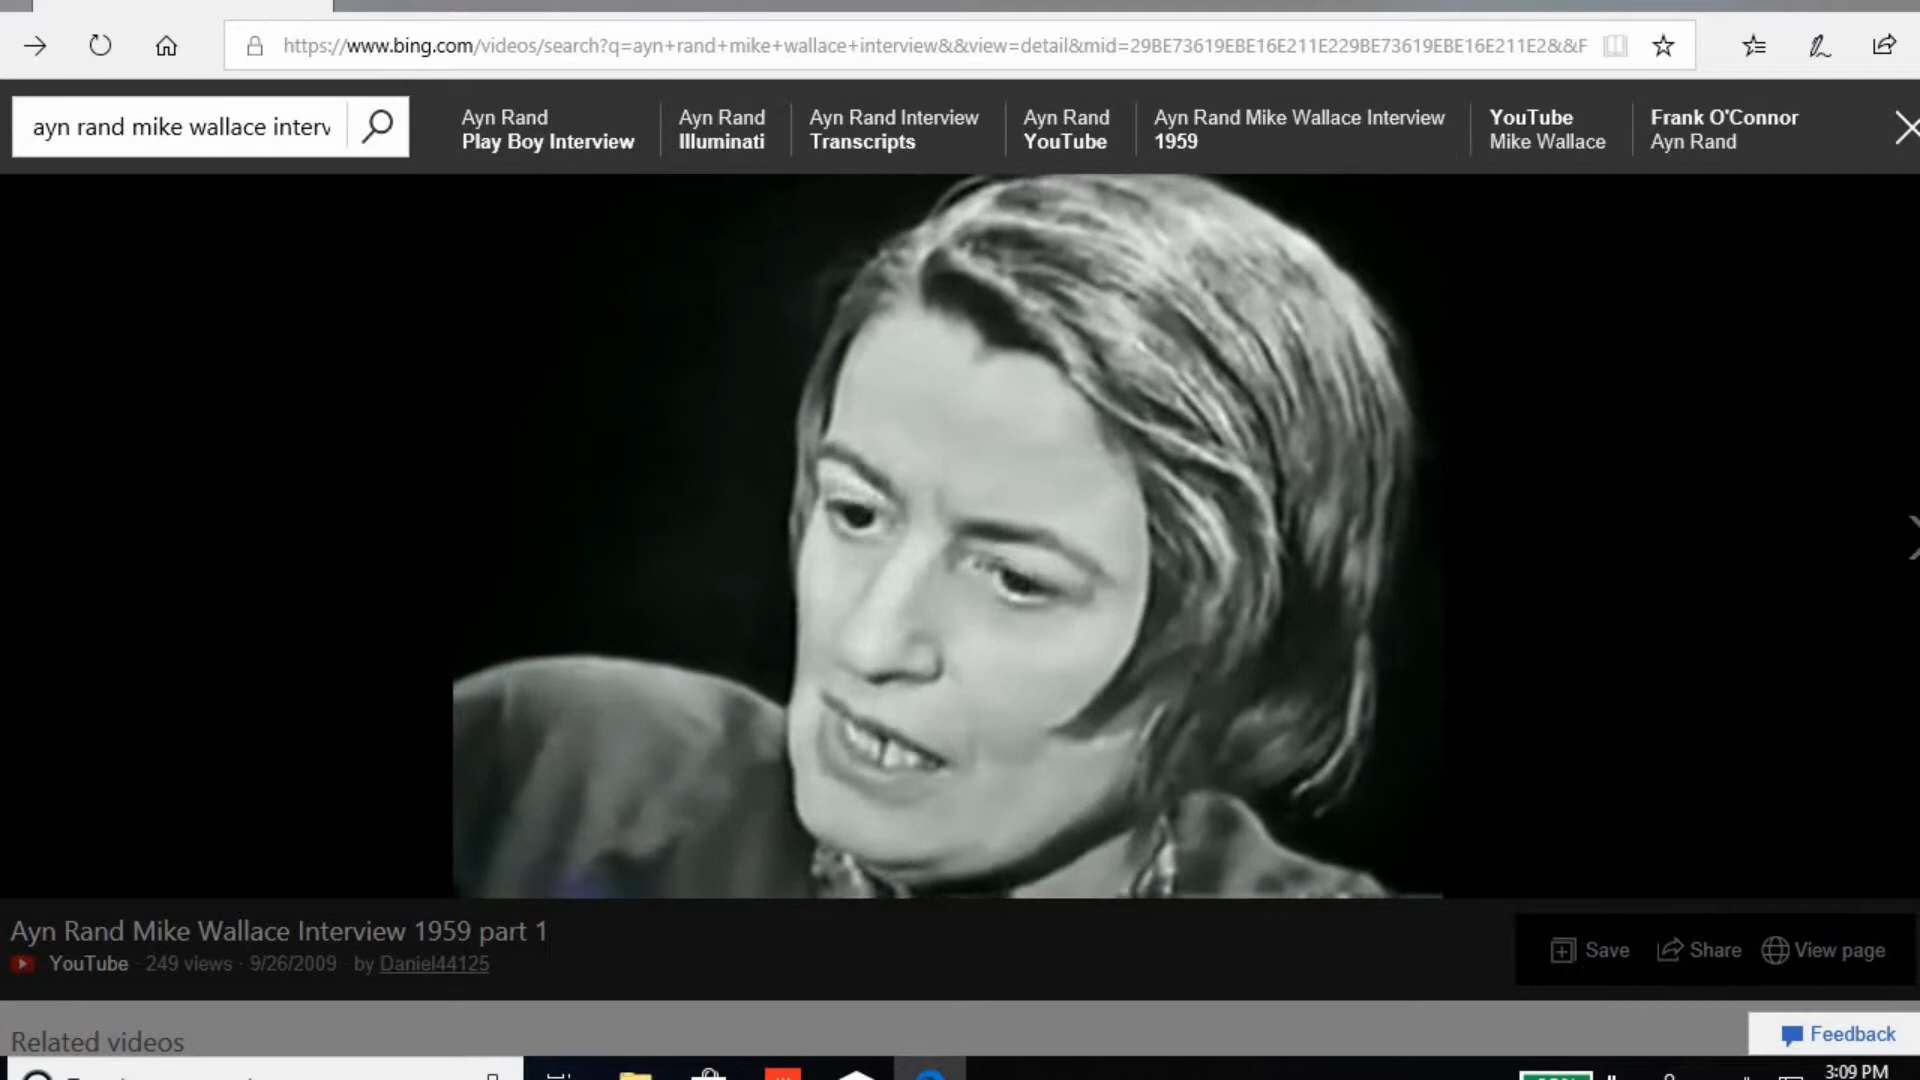 https://www.bing.com/videos/search?q=ayn+rand+mike+wallace+interview&&view=detail&mid=29BE73619EBE16E211E229BE73619EBE16E211E2&&F
ayn rand mike wallace interv
Ayn Rand
Play Boy Interview
Ayn Rand
Illuminati
Ayn Rand Interview
Transcripts
Ayn Rand
YouTube
Ayn Rand Mike Wallace Interview
1959
YouTube
Mike Wallace
Frank O'Connor
Ayn Rand
Ayn Rand Mike Wallace Interview 1959 part 1
YouTube · 249 views · 9/26/2009 · by Daniel44125
Save
Share
View page
Related videos
Feedback
3:09 PM